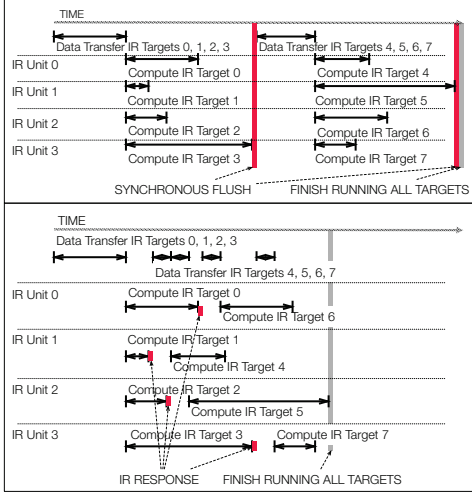 TIME
Data Transfer IR Targets 0, 1, 2, 3 Data Transfer IR Targets 4, 5, 6, 7
IR Unit 0
Compute IR Target 0 Compute IR Target 4
IR Unit 1
Compute IR Target 1 Compute IR Target 5
IR Unit 2
Compute IR Target 2 Compute IR Target 6
IR Unit 3
Compute IR Target 3 Compute IR Target 7
SYNCHRONOUS FLUSH FINISH RUNNING ALL TARGETS
TIME
Data Transfer IR Targets 0, 1, 2, 3
Data Transfer IR Targets 4, 5, 6, 7
IR Unit 0 Compute IR Target 0
Compute IR Target 6
IR Unit 1 Compute IR Target 1
Compute IR Target 4
IR Unit 2 Compute IR Target 2
Compute IR Target 5
IR Unit 3 Compute IR Target 3 Compute IR Target 7
IR RESPONSE FINISH RUNNING ALL TARGETS